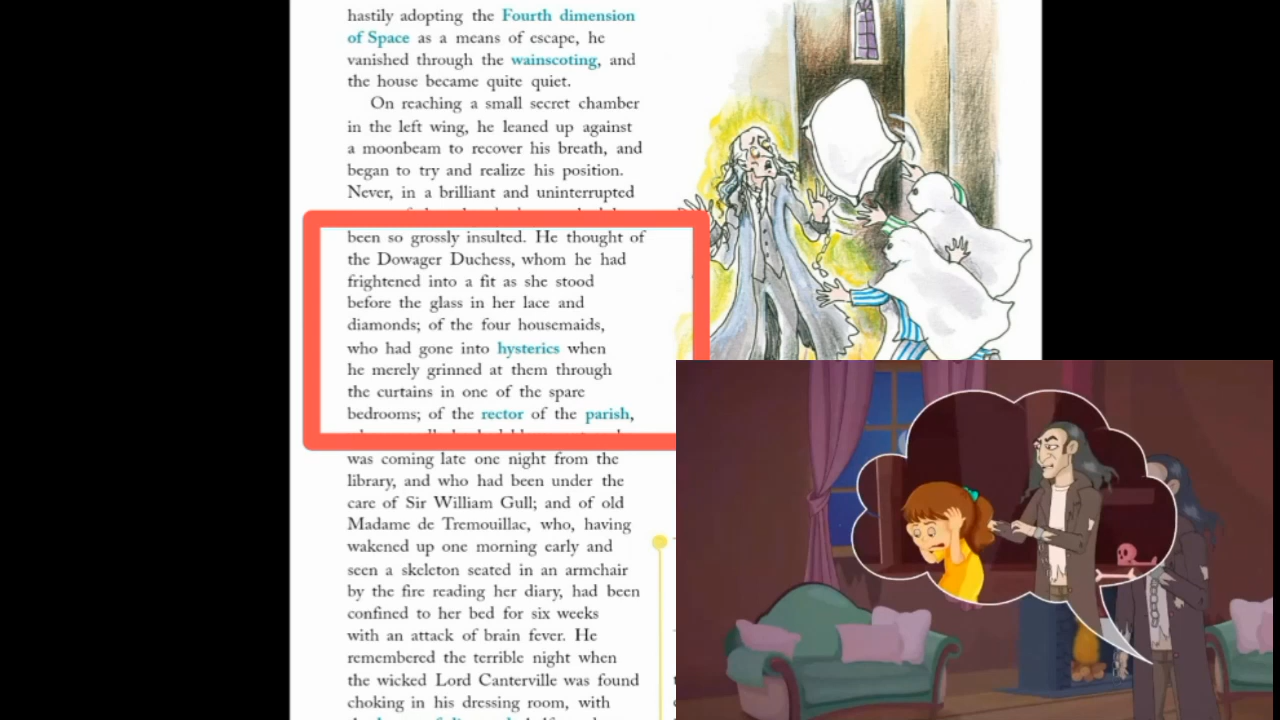 hastily adopting the Fourth dimension
of Space as a means of escape, he
vanished through the wainscoting, and
the house became quite quiet.
On reaching a small secret chamber
in the left wing, he leaned up against
a moonbeam to recover his breath, and
began to try and realize his position.
Never, in a brilliant and uninterrupted
been so grossly insulted. He thought of
the Dowager Duchess, whom he had
frightened into a fit as she stood
before the glass in her lace and
diamonds; of the four housemaids,
who had gone into hysterics when
he merely grinned at them through
the curtains in one of the spare
bedrooms; of the rector of the parish,
was coming late one night from the
library, and who had been under the
care of Sir William Gull; and of old
Madame de Tremouillac, who, having
wakened up one morning early and
seen a skeleton seated in an armchair
by the fire reading her diary, had been
confined to her bed for six weeks
with an attack of brain fever. He
remembered the terrible night when
the wicked Lord Canterville was found
choking in his dressing room, with